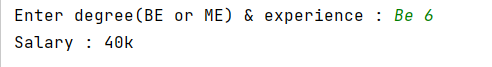 Enter degree(BE or ME) & experience : Be 6
Salary : 40k